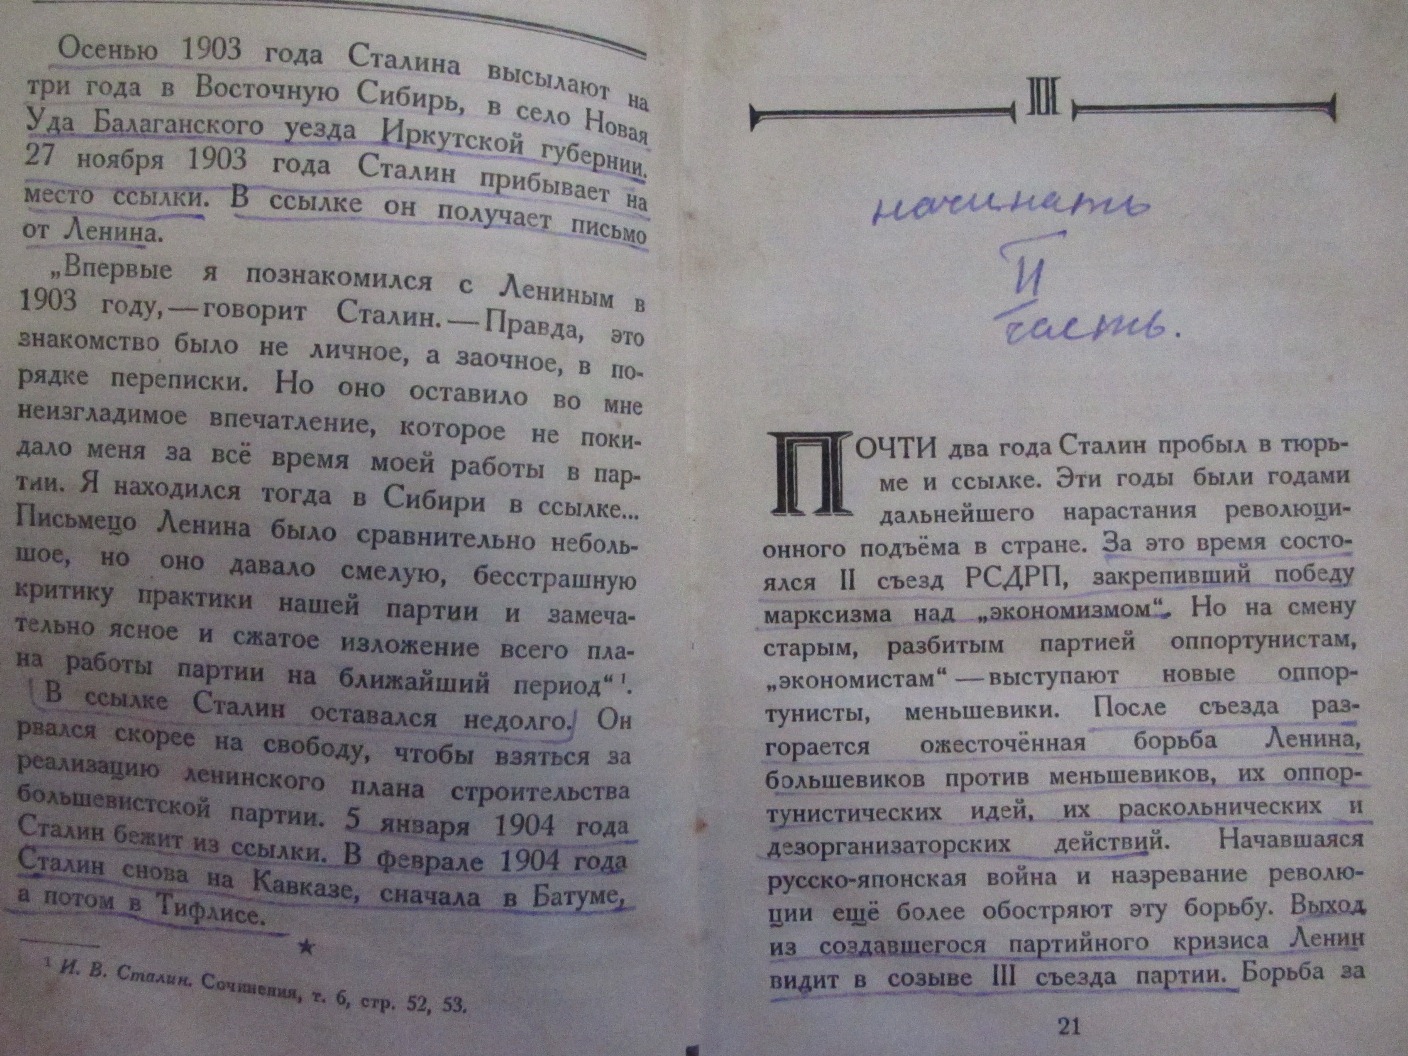 Осенью 1903 года Сталина высылают на
три года в Восточную Сибирь, в село Новая
Уда Балаганского уезда Иркутской губернии.
27 ноября 1903 года Сталин прибывает на
место ссылки. В ссылке он получает письмо
от Ленина.
„Впервые я познакомился с Лениным в
1903 году,—говорит Сталин.—Правда, это
знакомство было не личное, а заочное, в по-
рядке переписки. Но оно оставило во мне
неизгладимое впечатление, которое не поки-
дало меня за всё время моей работы в пар-
тии. Я находился тогда в Сибири в ссылке...
Письмецо Ленина было сравнительно неболь-
шое, но оно давало смелую, бесстрашную
критику практики нашей партии и замеча-
тельно ясное и сжатое изложение всего пла-
на работы партии на ближайший период“¹.
В ссылке Сталин оставался недолго. Он
рвался скорее на свободу, чтобы взяться за
реализацию ленинского плана строительства
большевистской партии. 5 января 1904 года
Сталин бежит из ссылки. В феврале 1904 года
Сталин снова на Кавказе, сначала в Батуме,
а потом в Тифлисе.
★
¹ И. В. Сталин. Сочинения, т. 6, стр. 52, 53.
II
начинать
II
часть.
ПОЧТИ два года Сталин пробыл в тюрь-
ме и ссылке. Эти годы были годами
дальнейшего нарастания революци-
онного подъёма в стране. За это время состо-
ялся II съезд РСДРП, закрепивший победу
марксизма над „экономизмом“. Но на смену
старым, разбитым партией оппортунистам,
„экономистам“—выступают новые оппор-
тунисты, меньшевики. После съезда раз-
горается ожесточённая борьба Ленина,
большевиков против меньшевиков, их оппор-
тунистических идей, их раскольнических и
дезорганизаторских действий. Начавшаяся
русско-японская война и назревание револю-
ции ещё более обостряют эту борьбу. Выход
из создавшегося партийного кризиса Ленин
видит в созыве III съезда партии. Борьба за
21